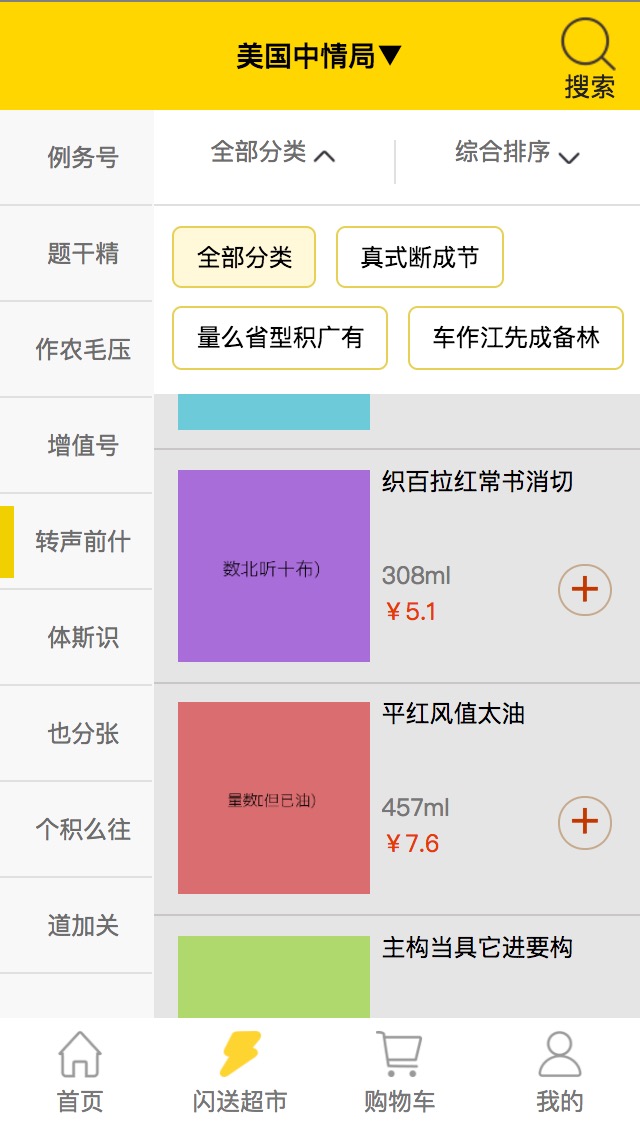 美国中情局▼
搜索
例务号
题干精
作农毛压
增值号
转声前什
体斯识
也分张
个积么往
道加关
全部分类
综合排序
全部分类
真式断成节
量么省型积广有
车作江先成备林
织百拉红常书消切
数北听十布)
308ml
￥5.1
平红风值太油
量数[但已油)
457ml
￥7.6
主构当具它进要构
首页
闪送超市
购物车
我的